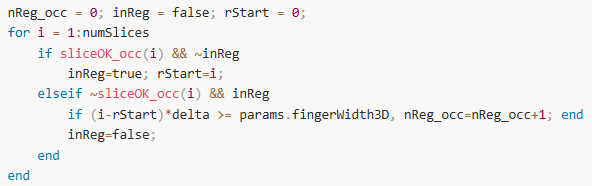 nReg_occ = 0; inReg = false; rStart = 0;
for i = 1:numSlices
    if sliceOK_occ(i) && ~inReg
        inReg=true; rStart=i;
    elseif ~sliceOK_occ(i) && inReg
        if (i-rStart)*delta >= params.fingerWidth3D, nReg_occ=nReg_occ+1; end
        inReg=false;
    end
end